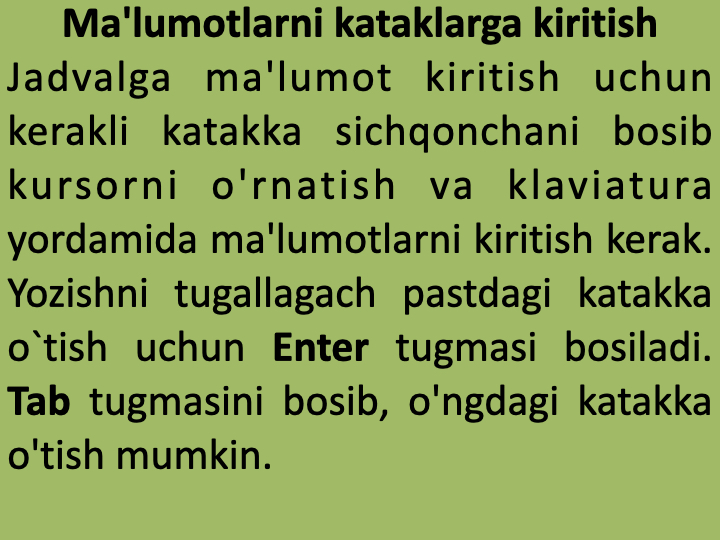 Ma'lumotlarni kataklarga kiritish
Jadvalga ma'lumot kiritish uchun
kerakli katakka sichqonchani bosib
kursorni o'rnatish va klaviatura
yordamida ma'lumotlarni kiritish kerak.
Yozishni tugallagach pastdagi katakka
o`tish uchun Enter tugmasi bosiladi.
Tab tugmasini bosib, o'ngdagi katakka
o'tish mumkin.